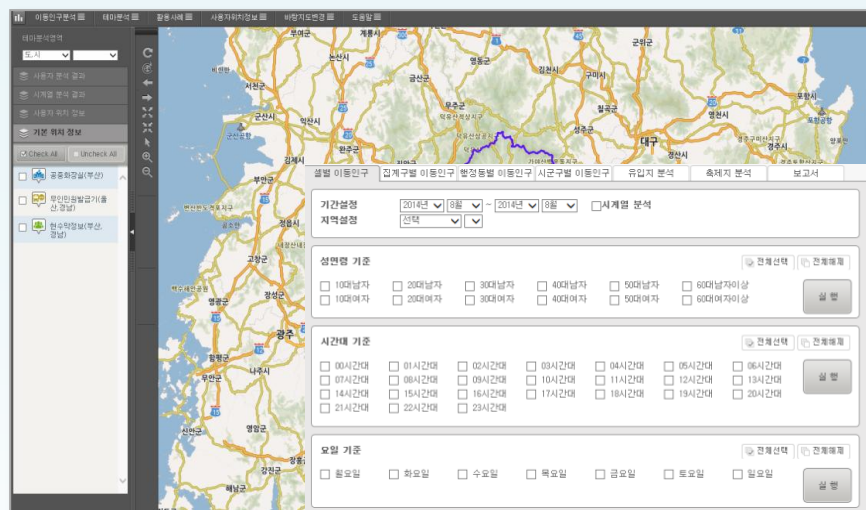 이동인구분석 테마분석 활용사례 사용자위치정보 바탕지도변경 도움말
테마분석영역
도,시
사용자 분석 결과
시계열 분석 결과
사용자 위치 정보
기본 위치 정보
Check All Uncheck All
공중화장실(부산)
무인민원발급기(울산,경남)
현수막정보(부산,경남)
부여군
계룡시
논산시
금산군
영동군
김천시
구미시
군위군
서천군
군산시
익산시
완주군
무주군
칠곡군
성주군
대구
영천시
포항시
포항공항
경산시
경주시
군산공항
김제시
부안군
정읍시
고창군
장성군
영광군
광주
함평군
나주시
무안군
신안군
영암군
강진군
해남군
셀별 이동인구 집계구별 이동인구 행정동별 이동인구 시군구별 이동인구 유입지 분석 축제지 분석 보고서
기간설정 2014년 8월 ~ 2014년 8월 시계열 분석
지역설정 선택
성연령 기준 전체선택 전체해제
10대남자 20대남자 30대남자 40대남자 50대남자 60대남자이상
10대여자 20대여자 30대여자 40대여자 50대여자 60대여자이상
실 행
시간대 기준 전체선택 전체해제
00시간대 01시간대 02시간대 03시간대 04시간대 05시간대 06시간대
07시간대 08시간대 09시간대 10시간대 11시간대 12시간대 13시간대
14시간대 15시간대 16시간대 17시간대 18시간대 19시간대 20시간대
21시간대 22시간대 23시간대
실 행
요일 기준 전체선택 전체해제
월요일 화요일 수요일 목요일 금요일 토요일 일요일
실 행